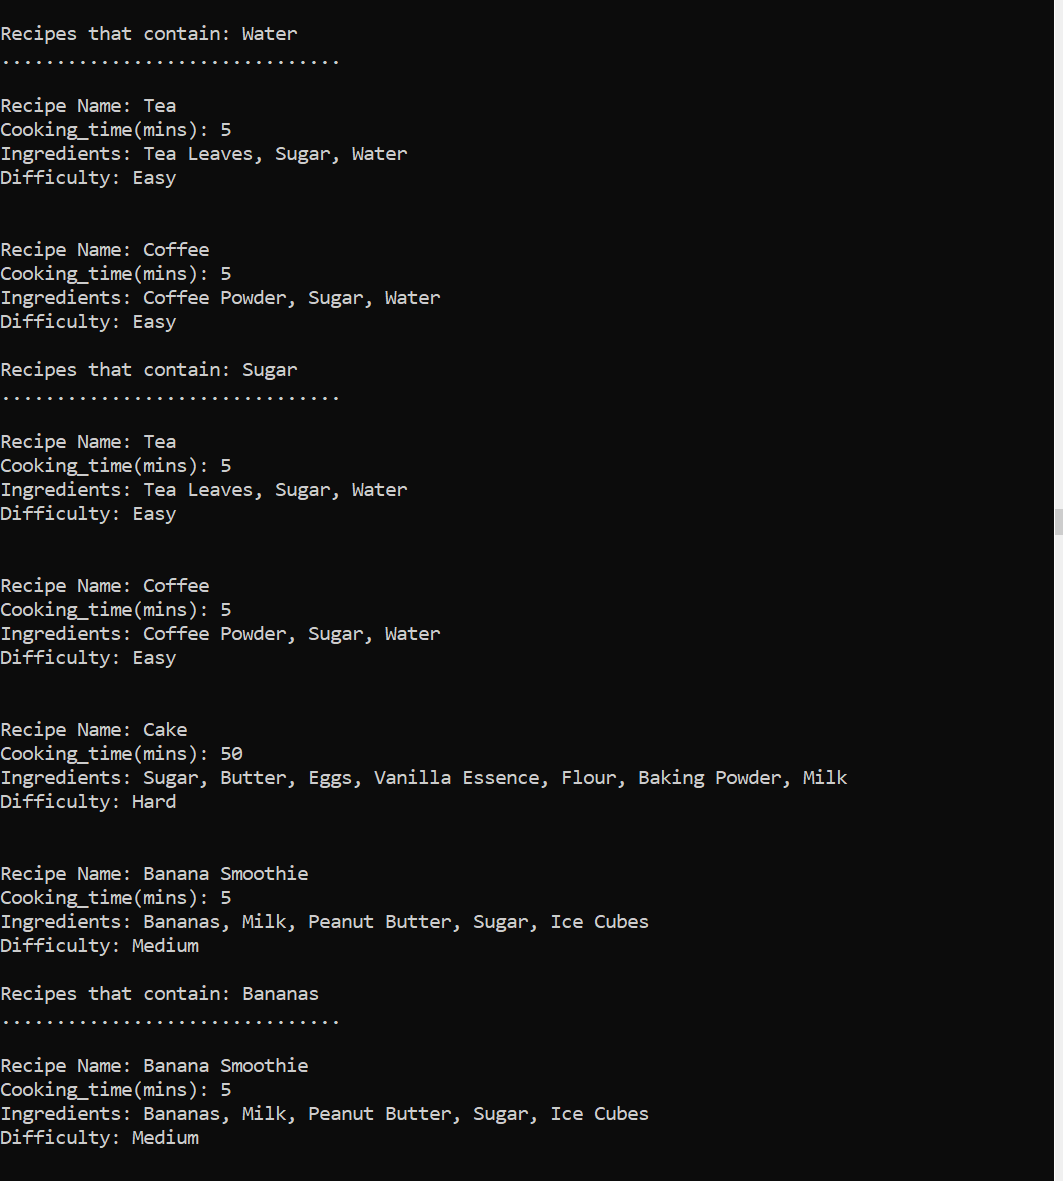 Recipes that contain: Water
...............................
Recipe Name: Tea
Cooking_time(mins): 5
Ingredients: Tea Leaves, Sugar, Water
Difficulty: Easy
Recipe Name: Coffee
Cooking_time(mins): 5
Ingredients: Coffee Powder, Sugar, Water
Difficulty: Easy
Recipes that contain: Sugar
...............................
Recipe Name: Tea
Cooking_time(mins): 5
Ingredients: Tea Leaves, Sugar, Water
Difficulty: Easy
Recipe Name: Coffee
Cooking_time(mins): 5
Ingredients: Coffee Powder, Sugar, Water
Difficulty: Easy
Recipe Name: Cake
Cooking_time(mins): 50
Ingredients: Sugar, Butter, Eggs, Vanilla Essence, Flour, Baking Powder, Milk
Difficulty: Hard
Recipe Name: Banana Smoothie
Cooking_time(mins): 5
Ingredients: Bananas, Milk, Peanut Butter, Sugar, Ice Cubes
Difficulty: Medium
Recipes that contain: Bananas
...............................
Recipe Name: Banana Smoothie
Cooking_time(mins): 5
Ingredients: Bananas, Milk, Peanut Butter, Sugar, Ice Cubes
Difficulty: Medium